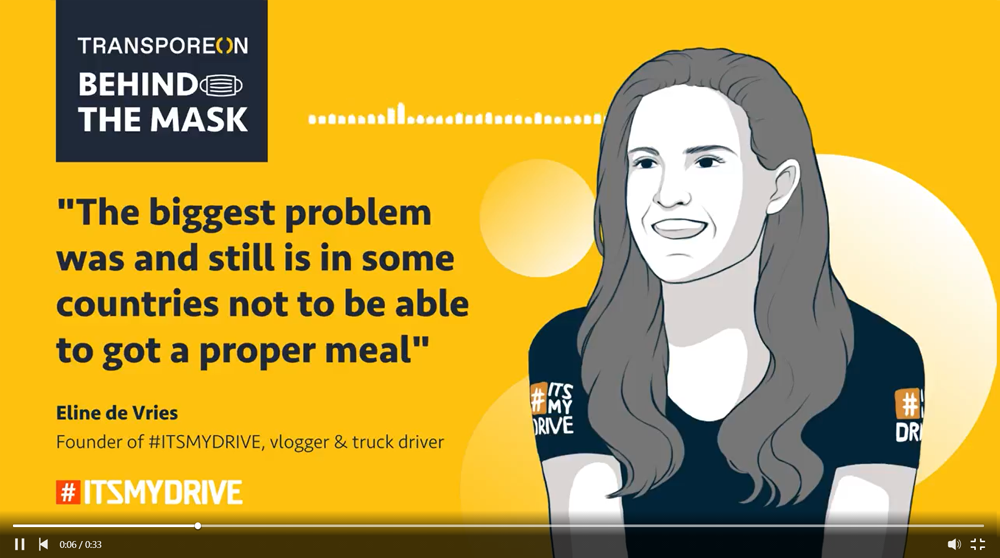 TRANSPOREON
BEHIND
THE MASK
"The biggest problem
was and still is in some
countries not to be able
to got a proper meal"
Eline de Vries
Founder of #ITSMYDRIVE, vlogger & truck driver
# ITSMYDRIVE
#ITS
MY
DRIVE
#
DR
0:06 / 0:33